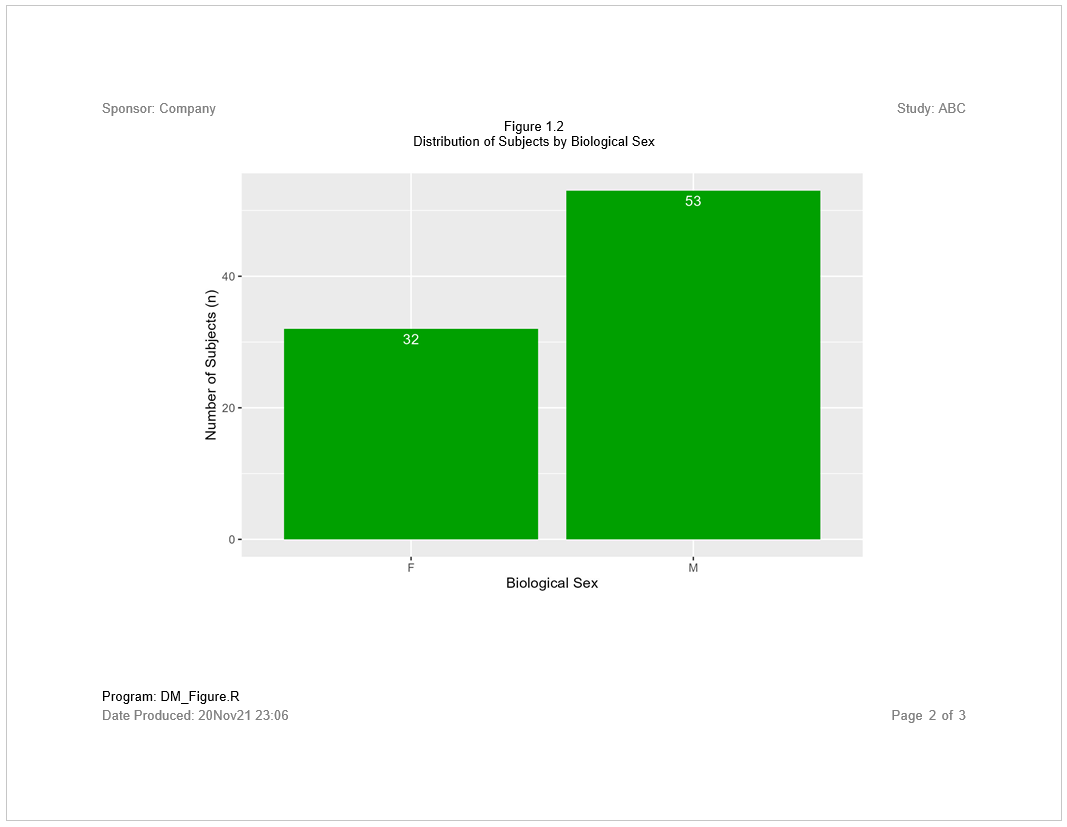 Sponsor: Company Study: ABC
Figure 1.2
Distribution of Subjects by Biological Sex
Number of Subjects (n)
40
20
0
53
32
F M
Biological Sex
Program: DM_Figure.R
Date Produced: 20Nov21 23:06 Page 2 of 3